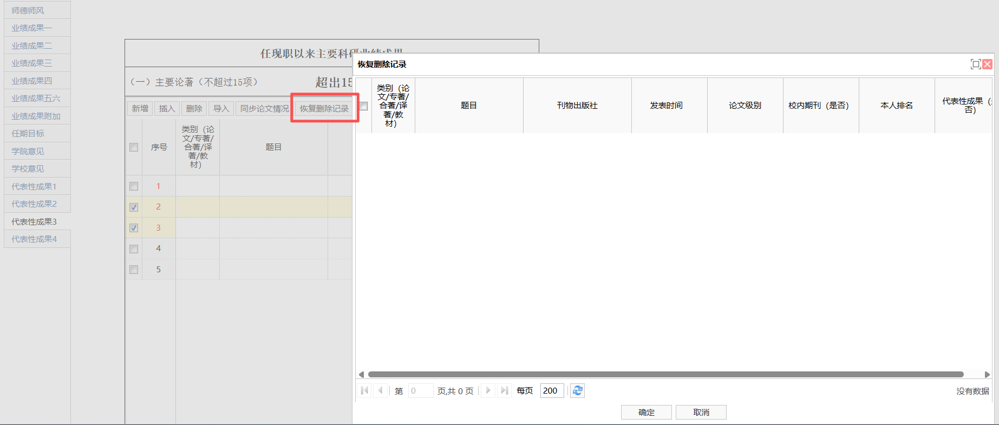 师德师风
业绩成果一
业绩成果二
业绩成果三
业绩成果四
业绩成果五六
业绩成果附加
任期目标
学院意见
学校意见
代表性成果1
代表性成果2
代表性成果3
代表性成果4
任现职以来主要科研业绩成果
（一）主要论著（不超过15项）
超出15
新增 插入 删除 导入 同步论文情况 恢复删除记录
序号
类别（论
文/专著/
合著/译
著/教
材）
题目
1
2
3
4
5
恢复删除记录
类别（论
文/专著/
合著/译
著/教
材）
题目
刊物出版社
发表时间
论文级别
校内期刊（是否）
本人排名
代表性成果（是
否）
第 0 页,共 0 页 每页 200
没有数据
确定 取消